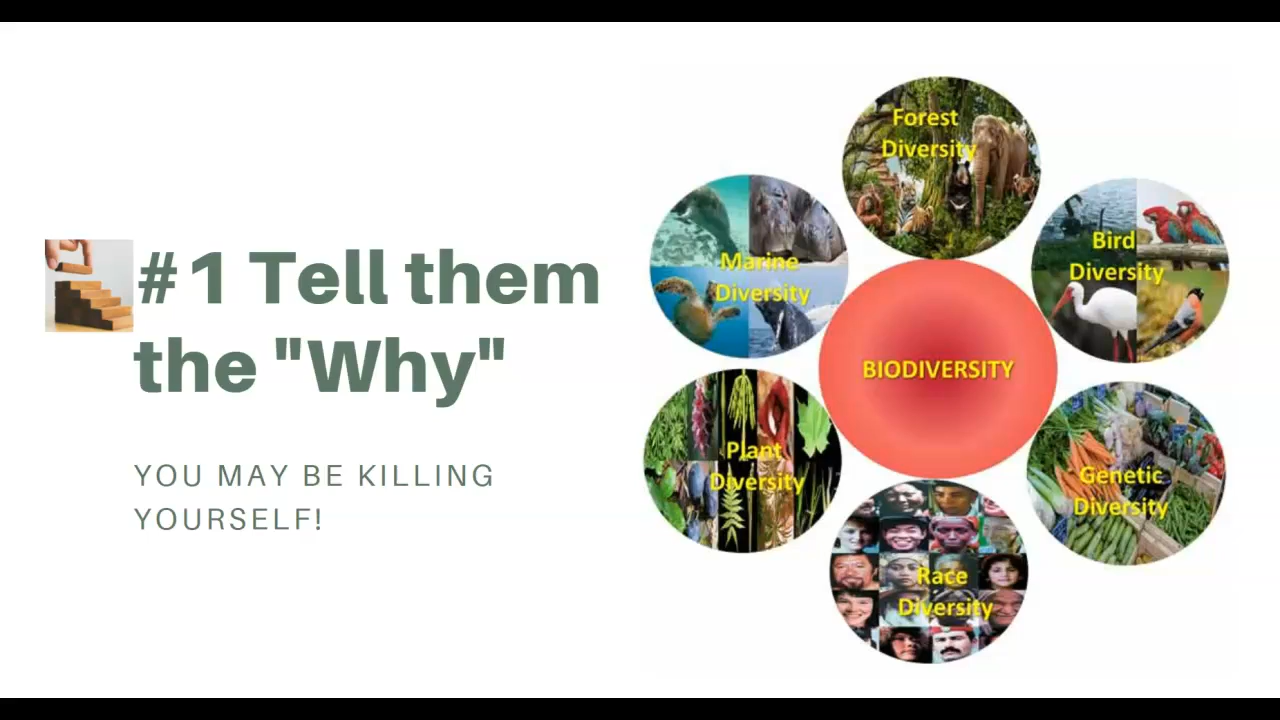 #1 Tell them
the "Why"
YOU MAY BE KILLING
YOURSELF!
Forest
Diversity
Marine
Diversity
Bird
Diversity
BIODIVERSITY
Plant
Diversity
Genetic
Diversity
Race
Diversity